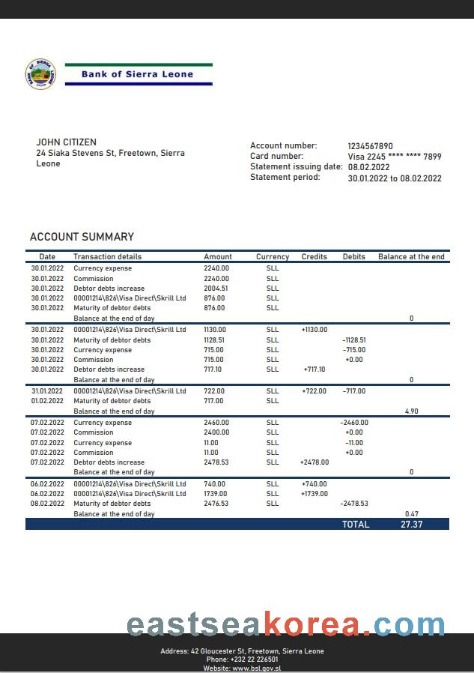 Bank of Sierra Leone
JOHN CITIZEN
24 Siaka Stevens St, Freetown, Sierra
Leone
Account number: 1234567890
Card number: Visa 2245 **** **** 7899
Statement issuing date: 08.02.2022
Statement period: 30.01.2022 to 08.02.2022
ACCOUNT SUMMARY
Date Transaction details Amount Currency Credits Debits Balance at the end
30.01.2022 Currency expense 2240.00 SLL
30.01.2022 Commission 2240.00 SLL
30.01.2022 Debtor debts increase 2004.51 SLL
30.01.2022 00001214\826\Visa Direct\Skrill Ltd 876.00 SLL
30.01.2022 Maturity of debtor debts 876.00 SLL
Balance at the end of day 0
30.01.2022 00001214\826\Visa Direct\Skrill Ltd 1130.00 SLL +1130.00
30.01.2022 Maturity of debtor debts 1128.51 SLL -1128.51
30.01.2022 Currency expense 715.00 SLL -715.00
30.01.2022 Commission 715.00 SLL +0.00
30.01.2022 Debtor debts increase 717.10 SLL +717.10
Balance at the end of day 0
31.01.2022 00001214\826\Visa Direct\Skrill Ltd 722.00 SLL +722.00 -717.00
01.02.2022 Maturity of debtor debts 717.00 SLL
Balance at the end of day 4.90
07.02.2022 Currency expense 2460.00 SLL -2460.00
07.02.2022 Commission 2400.00 SLL +0.00
07.02.2022 Currency expense 11.00 SLL -11.00
07.02.2022 Commission 11.00 SLL +0.00
07.02.2022 Debtor debts increase 2478.53 SLL +2478.00
Balance at the end of day 0
06.02.2022 00001214\826\Visa Direct\Skrill Ltd 740.00 SLL +740.00
06.02.2022 00001214\826\Visa Direct\Skrill Ltd 1739.00 SLL +1739.00
08.02.2022 Maturity of debtor debts 2476.53 SLL -2478.53
Balance at the end of day 0.47
TOTAL 27.37
eastseakorea.com
Address: 42 Gloucester St, Freetown, Sierra Leone
Phone: +232 22 226501
Website: www.bsl.gov.sl